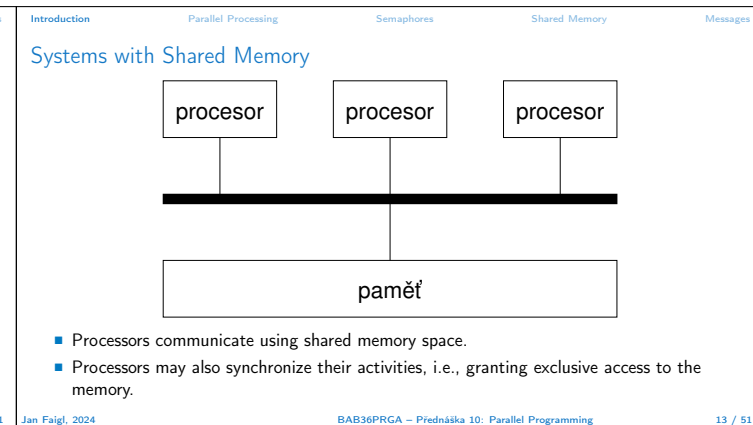 s
Introduction Parallel Processing Semaphores Shared Memory Messages
Systems with Shared Memory
procesor procesor procesor
paměť
Processors communicate using shared memory space.
Processors may also synchronize their activities, i.e., granting exclusive access to the
memory.
1 Jan Faigl, 2024 BAB36PRGA – Přednáška 10: Parallel Programming 13 / 51